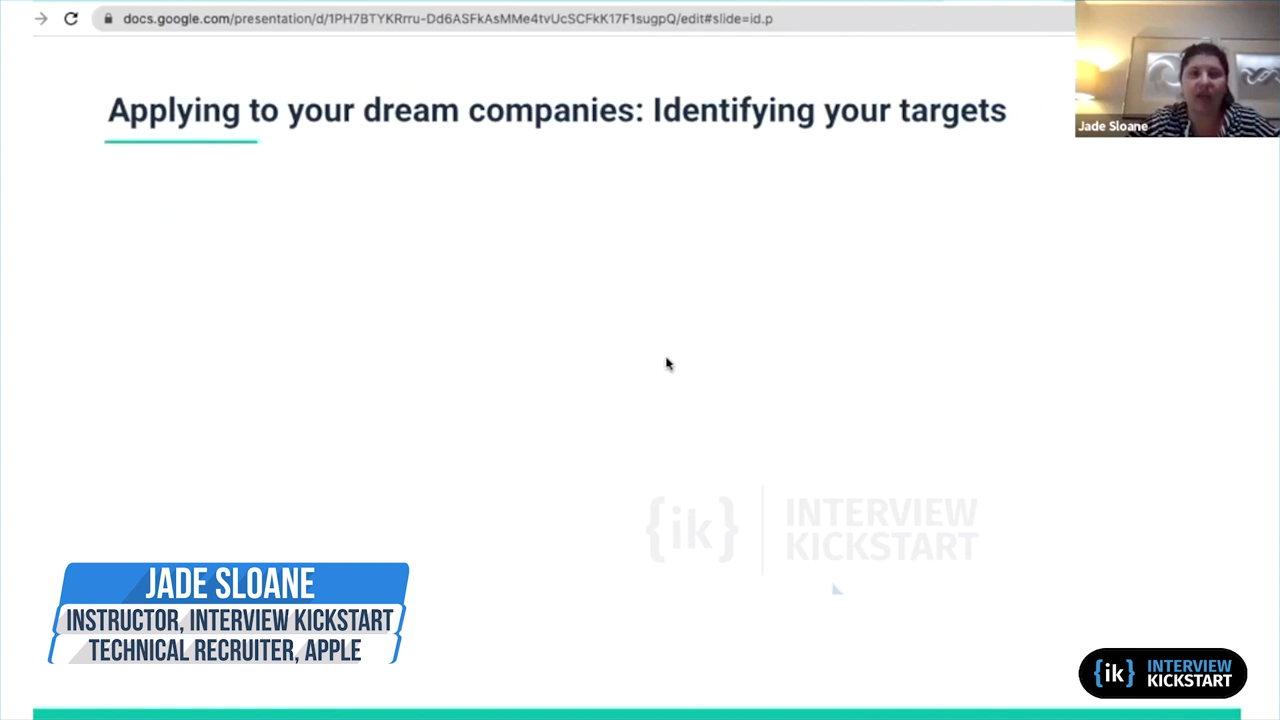 docs.google.com/presentation/d/1PH7BTYKRrru-Dd6ASFkAsMMe4tvUcSCFkK17F1sugpQ/edit#slide=id.p
Applying to your dream companies: Identifying your targets
Jade Sloane
{ik} INTERVIEW
KICKSTART
JADE SLOANE
INSTRUCTOR, INTERVIEW KICKSTART
TECHNICAL RECRUITER, APPLE
{ik} INTERVIEW
KICKSTART